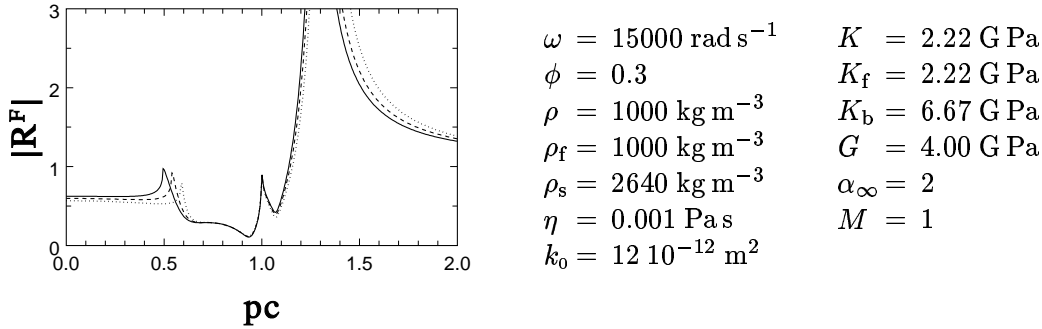 3
2
1
0
|R^F|
0.0 0.5 1.0 1.5 2.0
pc
ω = 15000 rad s⁻¹
ϕ = 0.3
ρ = 1000 kg m⁻³
ρ_f = 1000 kg m⁻³
ρ_s = 2640 kg m⁻³
η = 0.001 Pa s
k₀ = 12 10⁻¹² m²
K = 2.22 G Pa
K_f = 2.22 G Pa
K_b = 6.67 G Pa
G = 4.00 G Pa
α_∞ = 2
M = 1